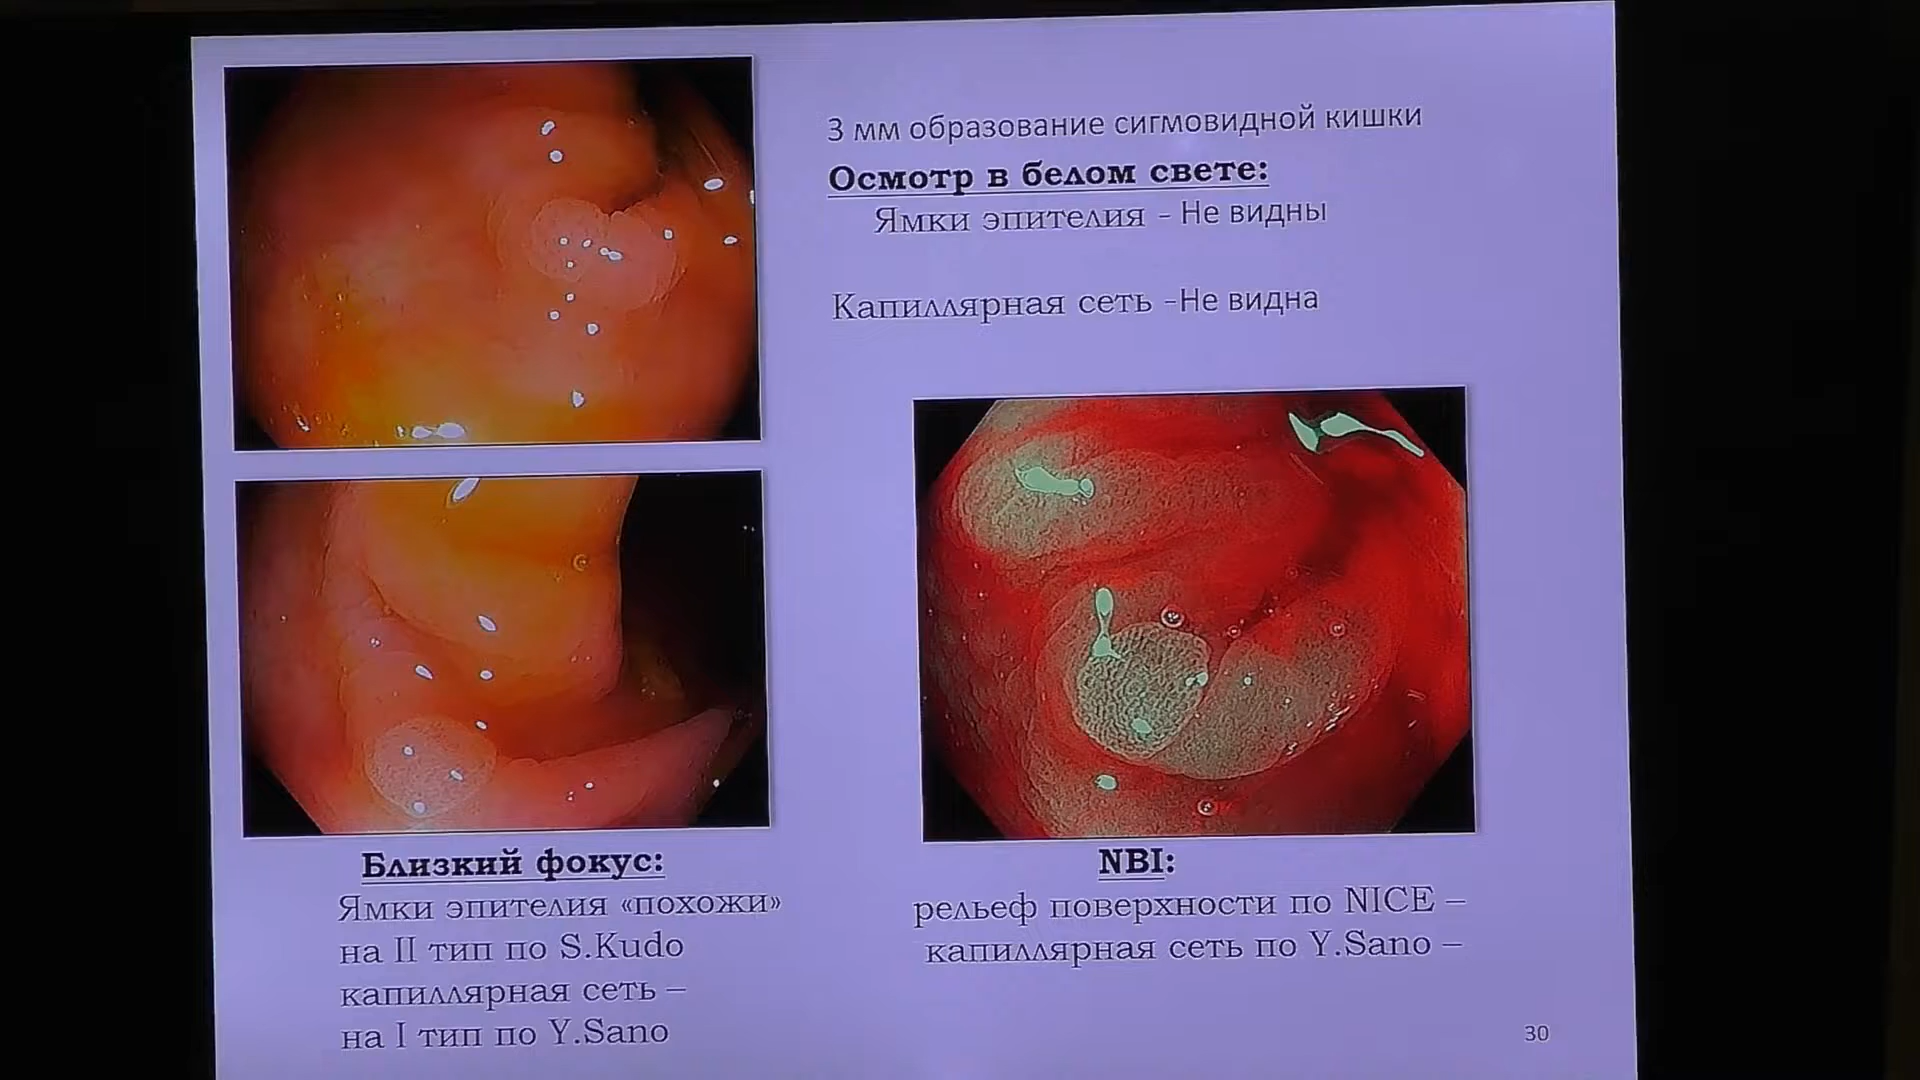 3 мм образование сигмовидной кишки
Осмотр в белом свете:
Ямки эпителия - Не видны
Капиллярная сеть -Не видна
Близкий фокус:
Ямки эпителия «похожи»
на II тип по S.Kudo
капиллярная сеть –
на I тип по Y.Sano
NBI:
рельеф поверхности по NICE –
капиллярная сеть по Y.Sano –
30